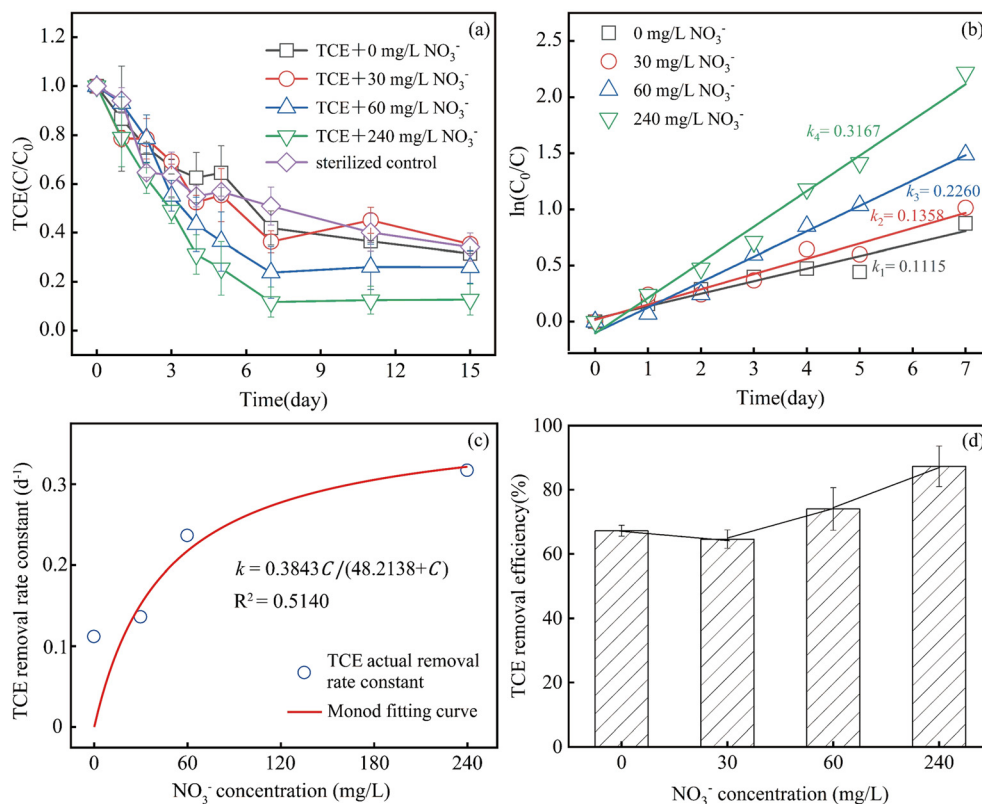 (a)
TCE(C/C₀)
1.2
1.0
0.8
0.6
0.4
0.2
0.0
TCE+0 mg/L NO₃⁻
TCE+30 mg/L NO₃⁻
TCE+60 mg/L NO₃⁻
TCE+240 mg/L NO₃⁻
sterilized control
0 3 6 9 12 15
Time(day)
(b)
ln(C₀/C)
2.5
2.0
1.5
1.0
0.5
0.0
0 mg/L NO₃⁻
30 mg/L NO₃⁻
60 mg/L NO₃⁻
240 mg/L NO₃⁻
k₄= 0.3167
k₃= 0.2260
k₂= 0.1358
k₁= 0.1115
0 1 2 3 4 5 6 7
Time(day)
(c)
TCE removal rate constant (d⁻¹)
0.3
0.2
0.1
0
k = 0.3843C/(48.2138+C)
R² = 0.5140
TCE actual removal
rate constant
Monod fitting curve
0 60 120 180 240
NO₃⁻ concentration (mg/L)
(d)
TCE removal efficiency(%)
100
80
60
40
20
0
0 30 60 240
NO₃⁻ concentration (mg/L)